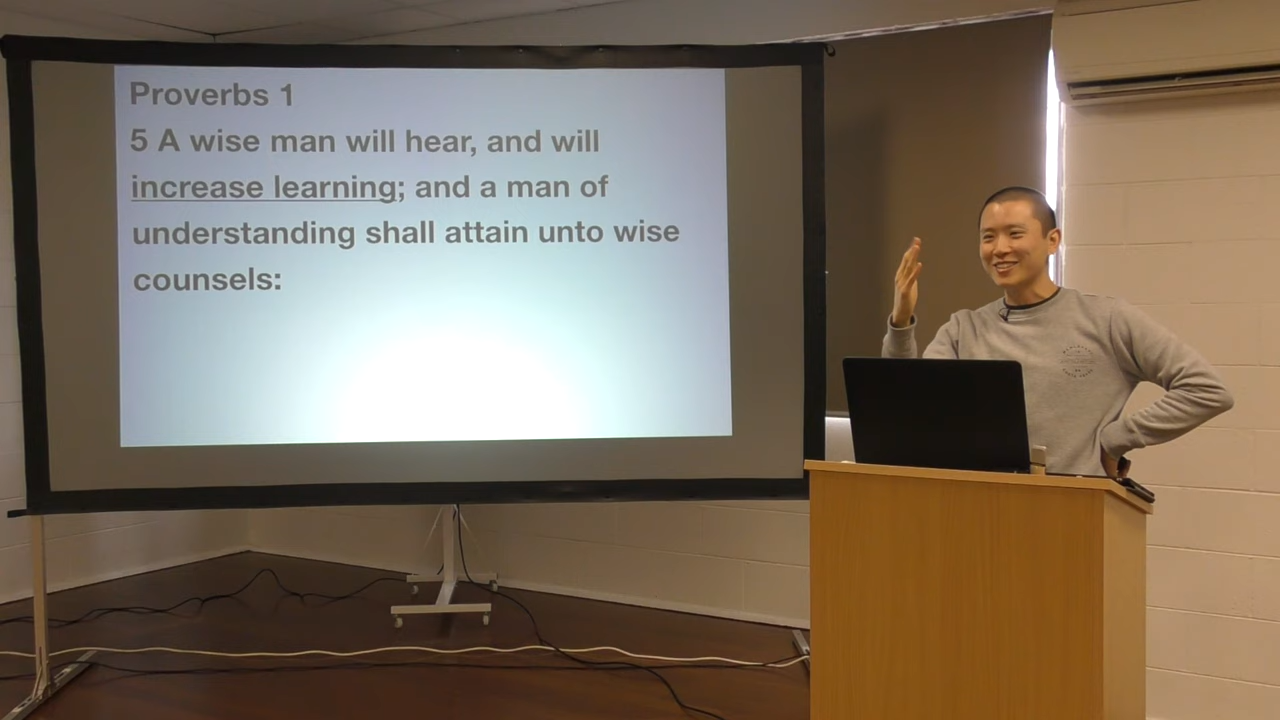 Proverbs 1
5 A wise man will hear, and will
increase learning; and a man of
understanding shall attain unto wise
counsels: